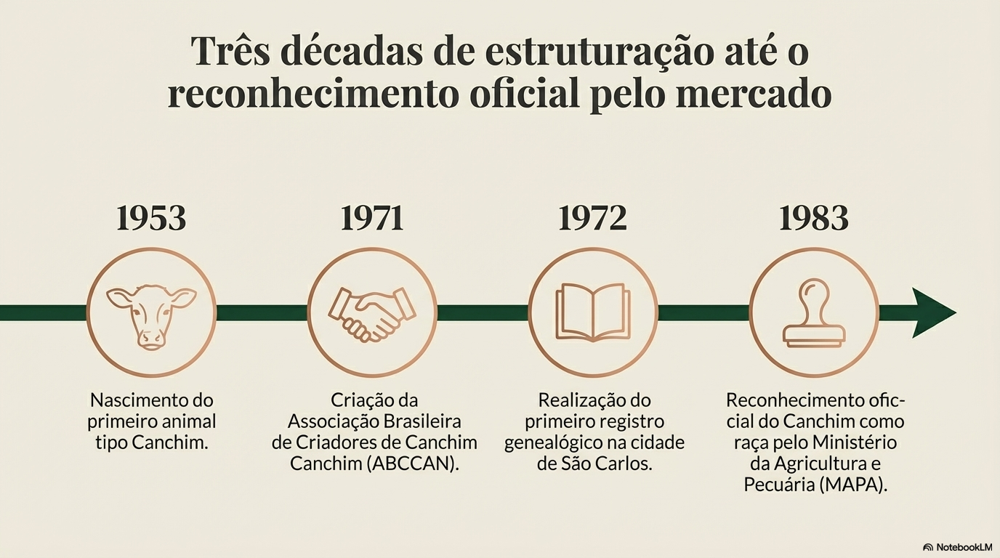 Três décadas de estruturação até o
reconhecimento oficial pelo mercado
1953
Nascimento do
primeiro animal
tipo Canchim.
1971
Criação da
Associação Brasileira
de Criadores de Canchim
Canchim (ABCCAN).
1972
Realização do
primeiro registro
genealógico na cidade
de São Carlos.
1983
Reconhecimento ofic-
cial do Canchim como
raça pelo Ministério
da Agricultura e
Pecuária (MAPA).
NotebookLM